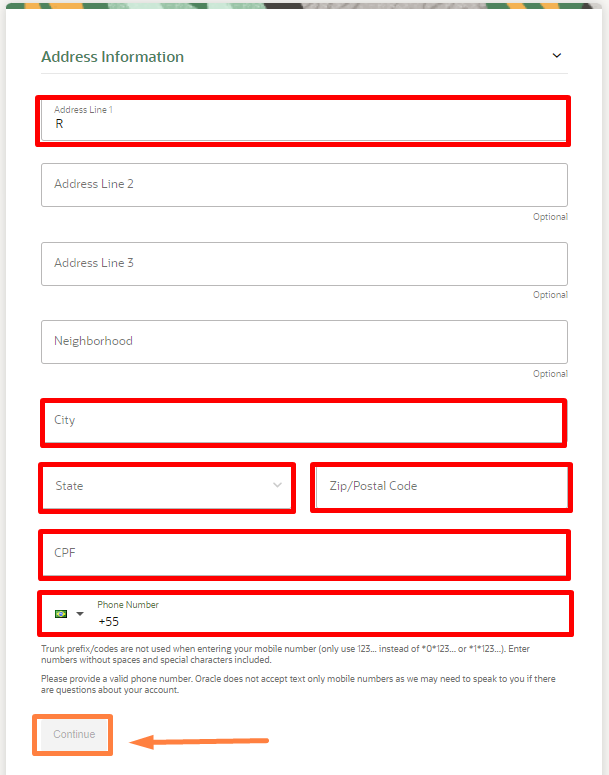 Address Information
Address Line 1
R
Address Line 2
Optional
Address Line 3
Optional
Neighborhood
Optional
City
State
Zip/Postal Code
CPF
Phone Number
+55
Trunk prefix/codes are not used when entering your mobile number (only use 123... instead of *0*123... or *1*123...). Enter
numbers without spaces and special characters included.
Please provide a valid phone number. Oracle does not accept text only mobile numbers as we may need to speak to you if there
are questions about your account.
Continue